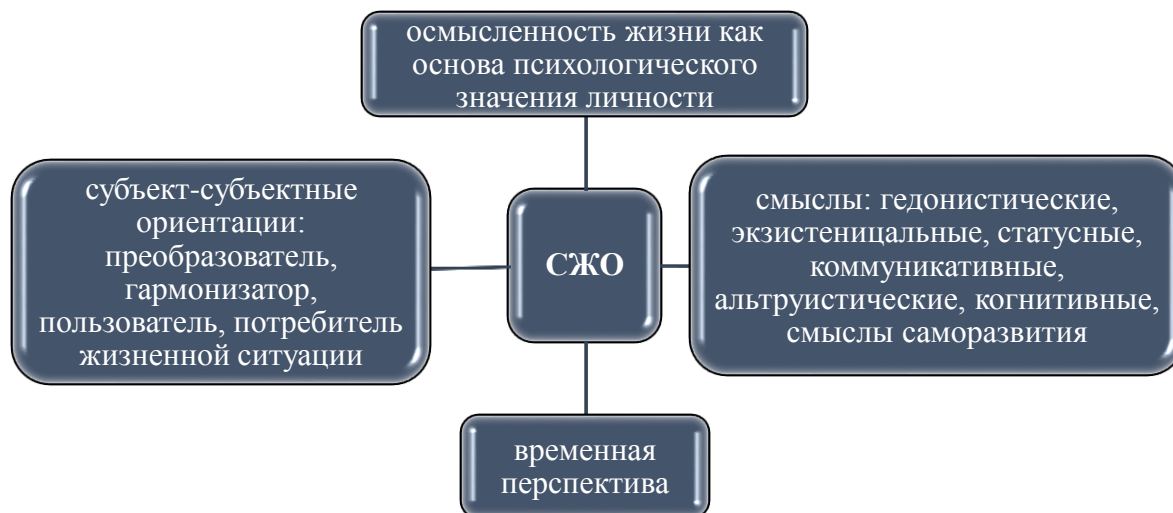 осмысленность жизни как
основа психологического
значения личности
субъект-субъектные
ориентации:
преобразователь,
гармонизатор,
пользователь, потребитель
жизненной ситуации
СЖО
смыслы: гедонистические,
экзистеницальные, статусные,
коммуникативные,
альтруистические, когнитивные,
смыслы саморазвития
временная
перспектива